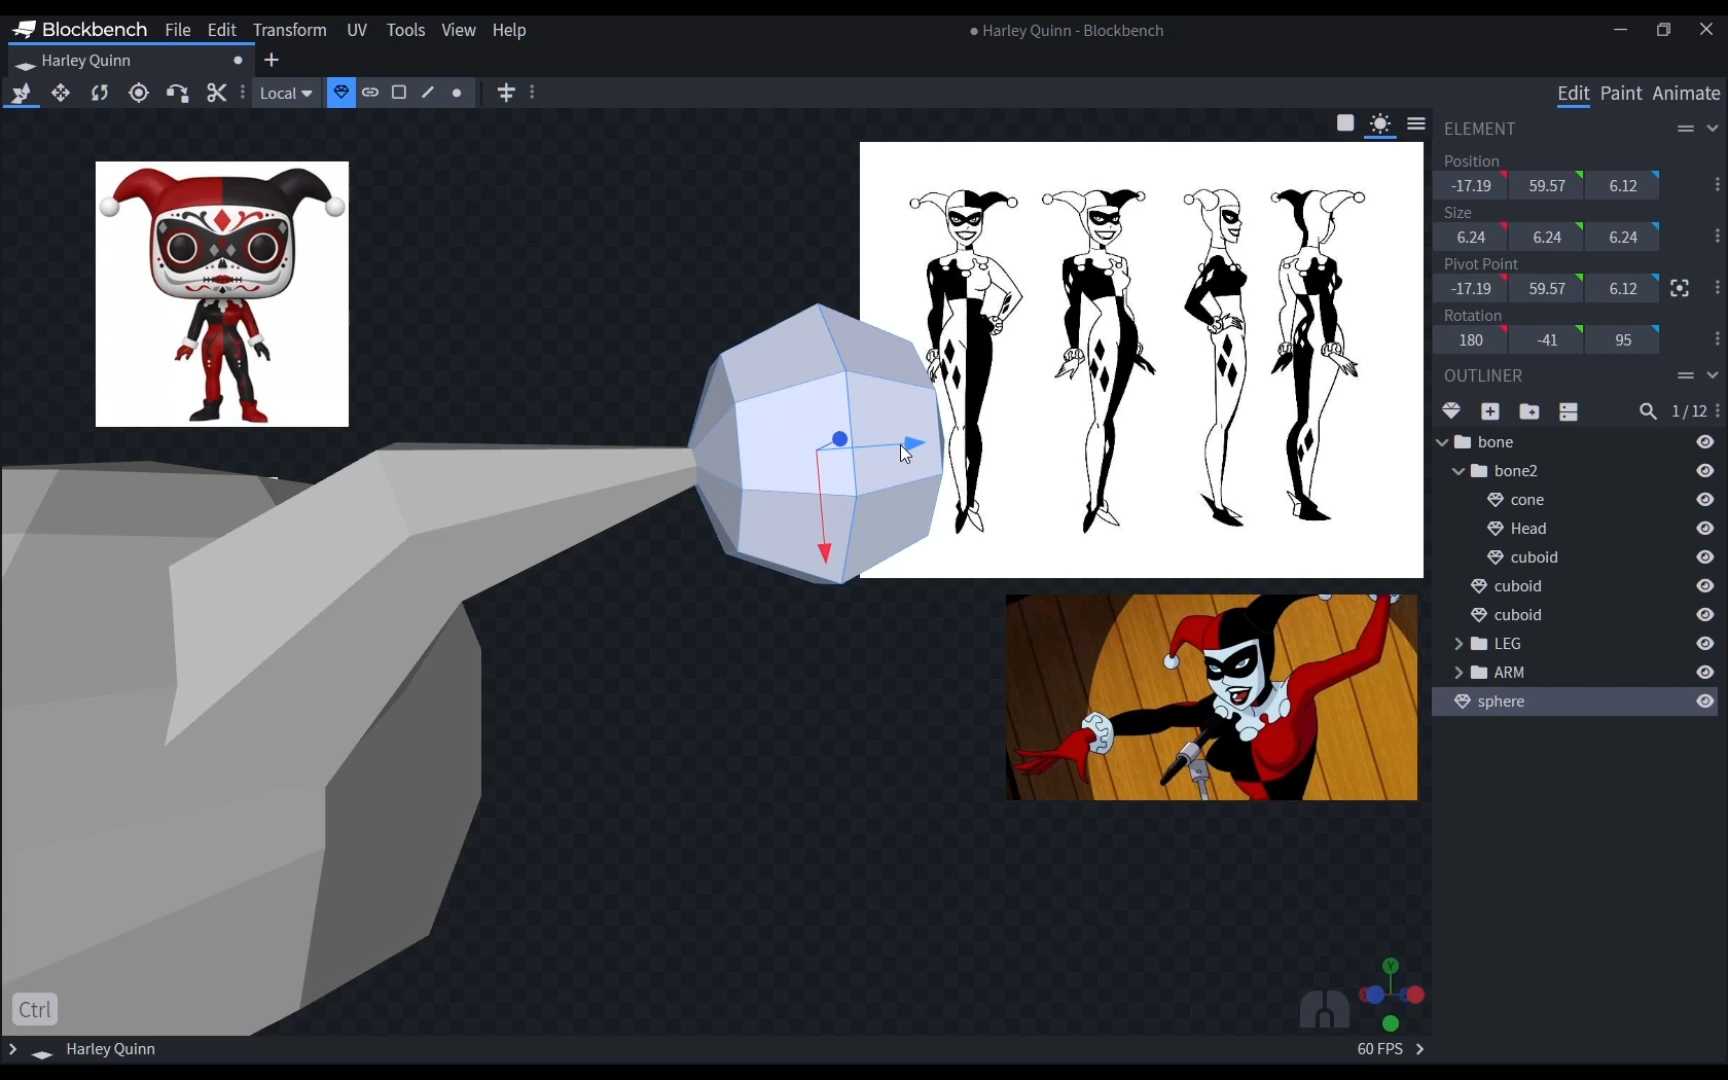 Blockbench File Edit Transform UV Tools View Help
Harley Quinn - Blockbench
Harley Quinn
Local
Edit Paint Animate
ELEMENT
Position
-17.19 59.57 6.12
Size
6.24 6.24 6.24
Pivot Point
-17.19 59.57 6.12
Rotation
180 -41 95
OUTLINER
1 / 12
bone
bone2
cone
Head
cuboid
cuboid
cuboid
LEG
ARM
sphere
Y
Ctrl
Harley Quinn
60 FPS